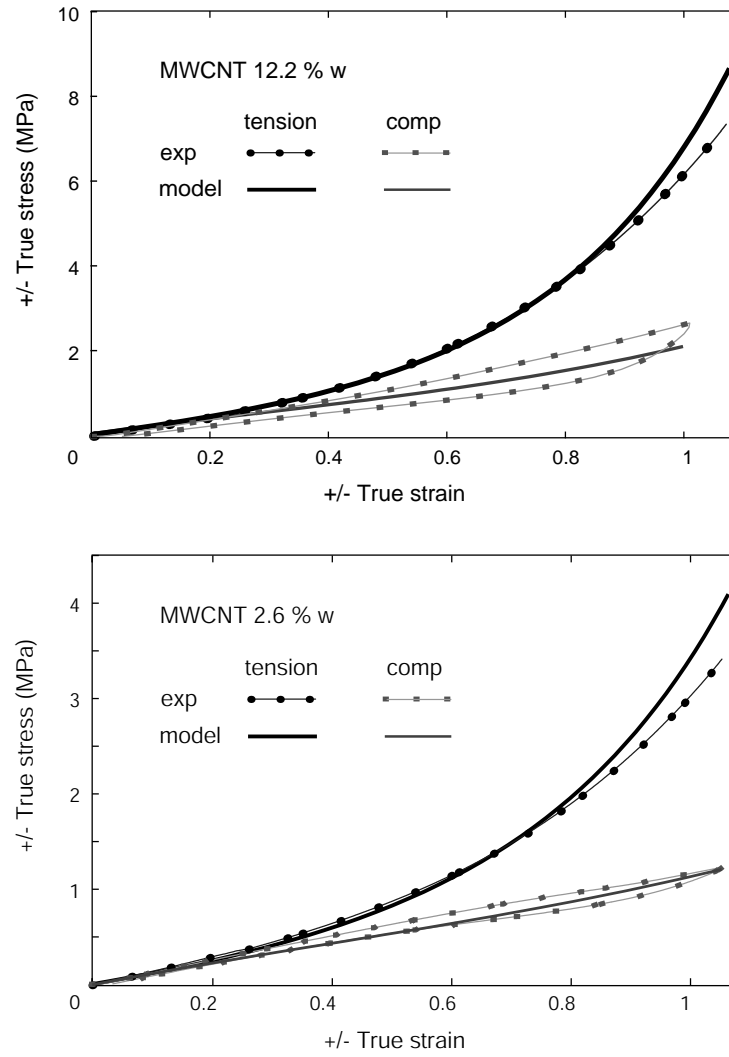 10
MWCNT 12.2 % w
8
tension comp
exp
6
model
+/- True stress (MPa)
4
2
0 0.2 0.4 0.6 0.8 1
+/- True strain
4
MWCNT 2.6 % w
tension comp
exp
3
model
+/- True stress (MPa)
2
1
0 0.2 0.4 0.6 0.8 1
+/- True strain